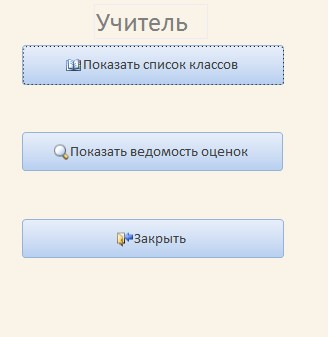 Учитель
Показать список классов
Показать ведомость оценок
Закрыть